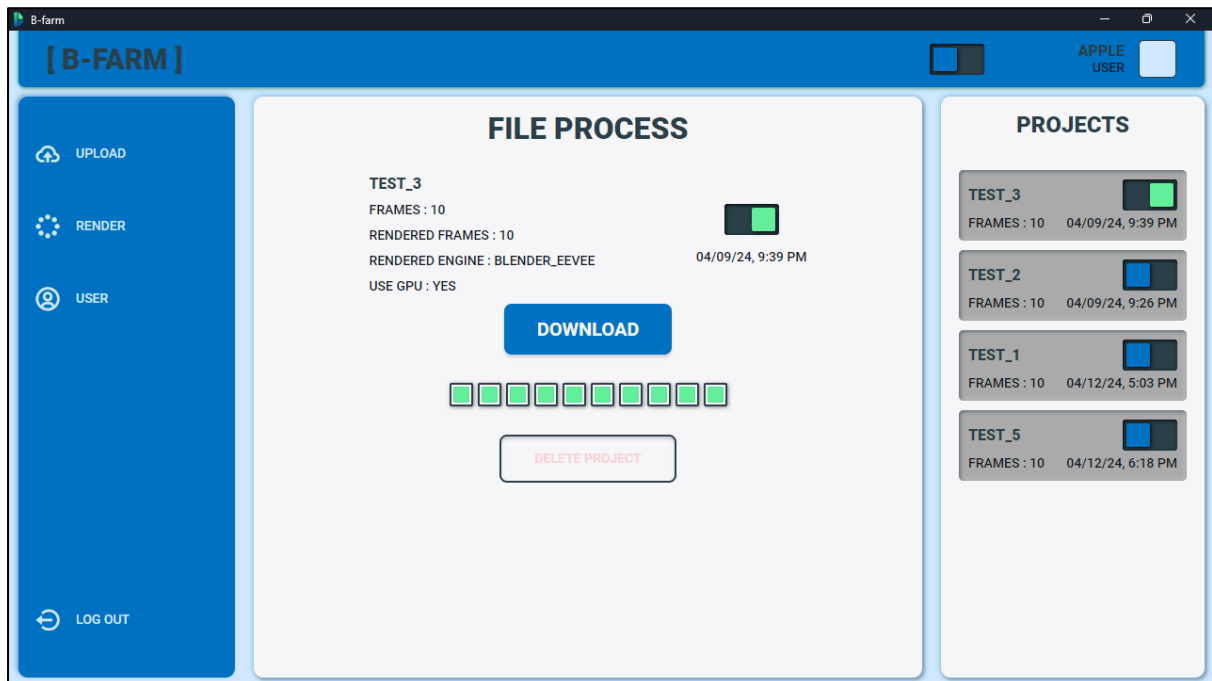 B-farm
[ B-FARM ]
APPLE
USER
UPLOAD
RENDER
USER
LOG OUT
FILE PROCESS
TEST_3
FRAMES : 10
RENDERED FRAMES : 10
RENDERED ENGINE : BLENDER_EEVEE
USE GPU : YES
04/09/24, 9:39 PM
DOWNLOAD
DELETE PROJECT
PROJECTS
TEST_3
FRAMES : 10 04/09/24, 9:39 PM
TEST_2
FRAMES : 10 04/09/24, 9:26 PM
TEST_1
FRAMES : 10 04/12/24, 5:03 PM
TEST_5
FRAMES : 10 04/12/24, 6:18 PM